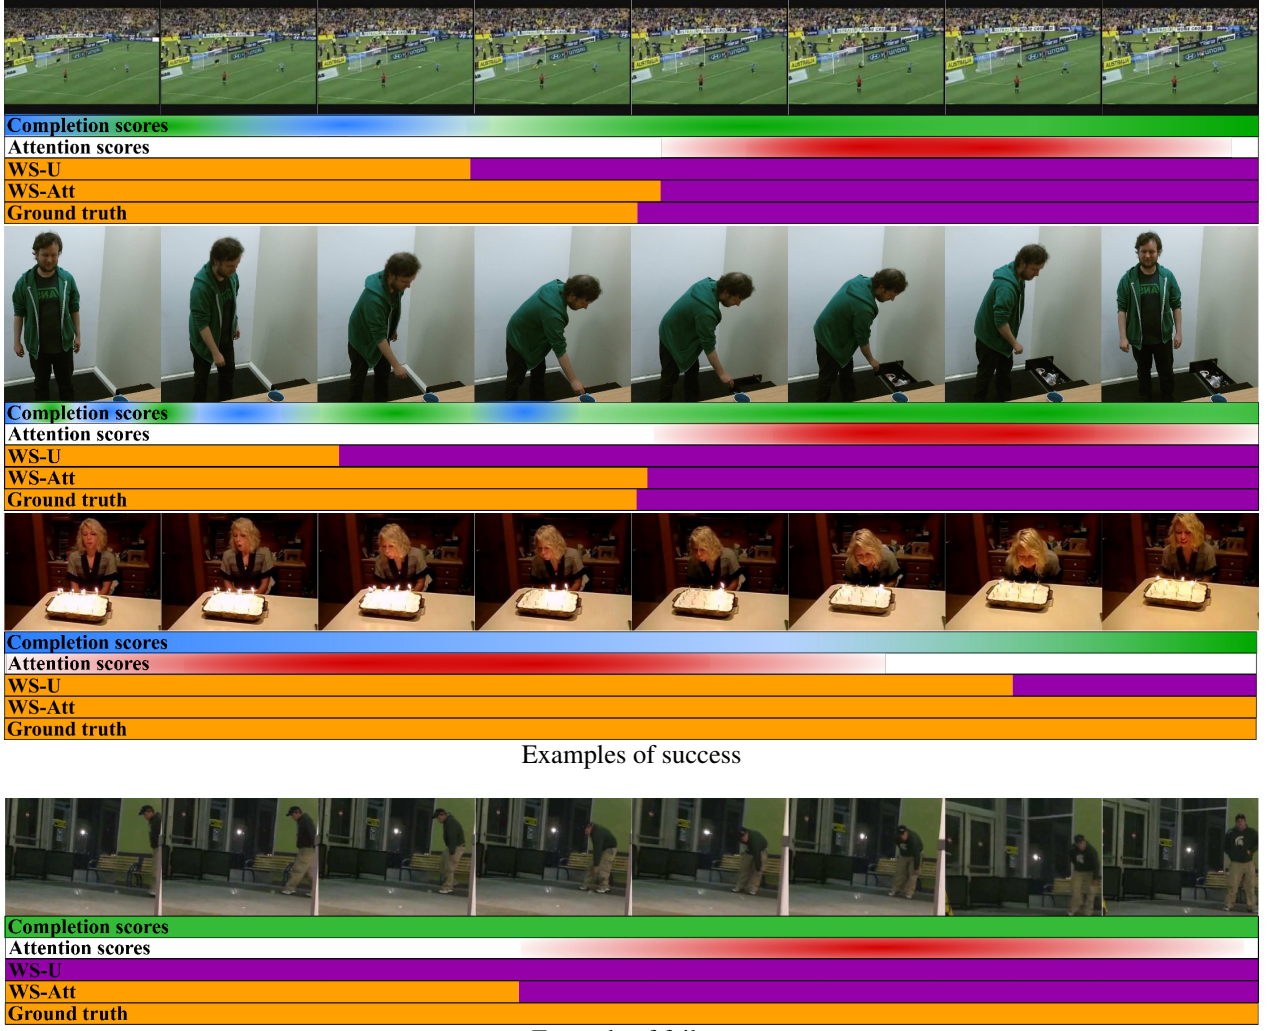 AUSTRALIA
HYUNDAI
Completion scores
Attention scores
WS-U
WS-Att
Ground truth
Completion scores
Attention scores
WS-U
WS-Att
Ground truth
Completion scores
Attention scores
WS-U
WS-Att
Ground truth
Examples of success
Completion scores
Attention scores
WS-U
WS-Att
Ground truth